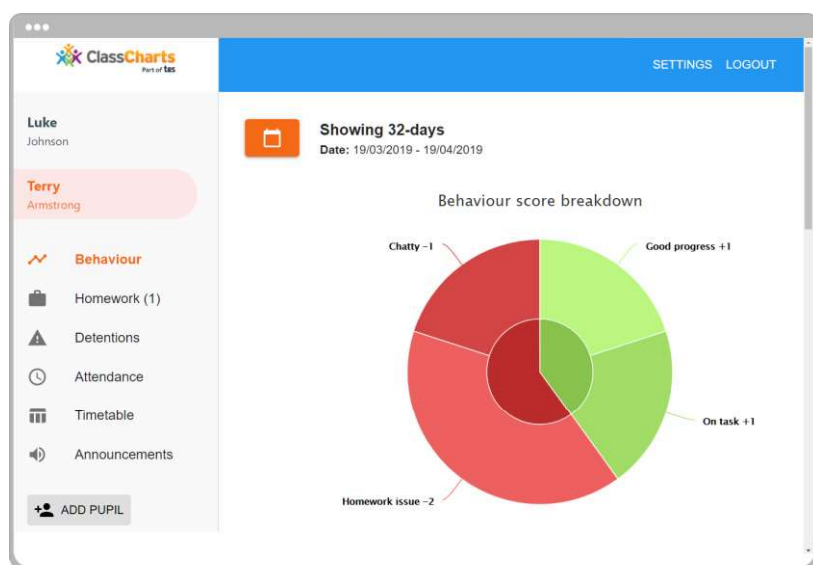 ClassCharts
Part of tes
SETTINGS LOGOUT
Luke
Johnson
Terry
Armstrong
Behaviour
Homework (1)
Detentions
Attendance
Timetable
Announcements
ADD PUPIL
Showing 32-days
Date: 19/03/2019 - 19/04/2019
Behaviour score breakdown
Chatty −1
Good progress +1
On task +1
Homework issue −2